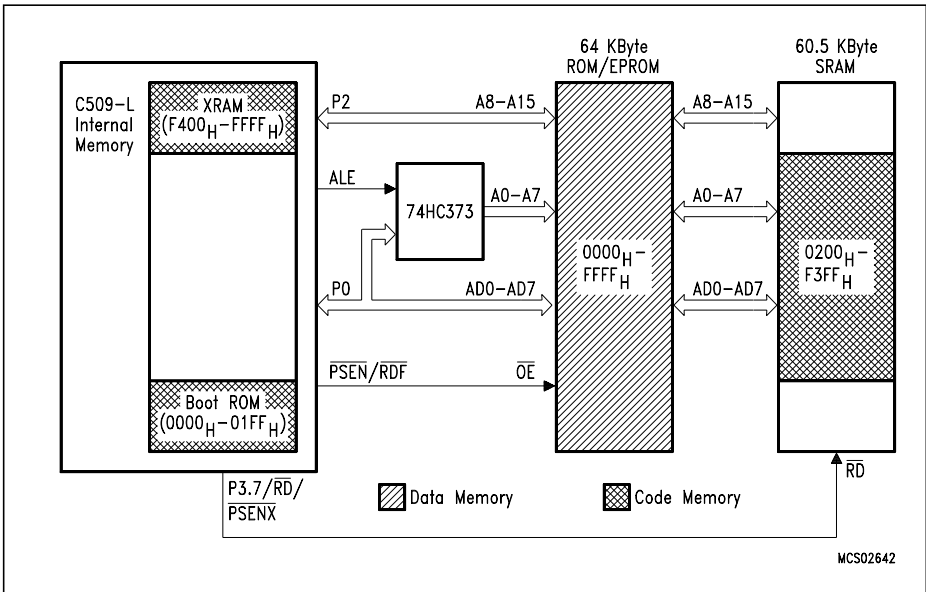 64 KByte
ROM/EPROM
60.5 KByte
SRAM
C509-L
Internal
Memory
XRAM
(F400H-FFFFH)
P2
A8-A15
A8-A15
ALE
74HC373
A0-A7
A0-A7
0000H-
FFFFH
0200H-
F3FFH
P0
AD0-AD7
AD0-AD7
PSEN/RDF
OE
Boot ROM
(0000H-01FFH)
P3.7/RD/
PSENX
Data Memory
Code Memory
RD
MCS02642